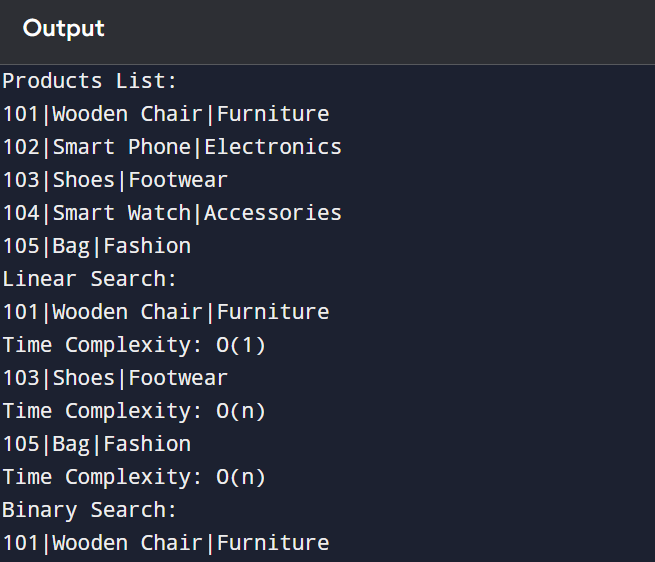 Output
Products List:
101|Wooden Chair|Furniture
102|Smart Phone|Electronics
103|Shoes|Footwear
104|Smart Watch|Accessories
105|Bag|Fashion
Linear Search:
101|Wooden Chair|Furniture
Time Complexity: O(1)
103|Shoes|Footwear
Time Complexity: O(n)
105|Bag|Fashion
Time Complexity: O(n)
Binary Search:
101|Wooden Chair|Furniture